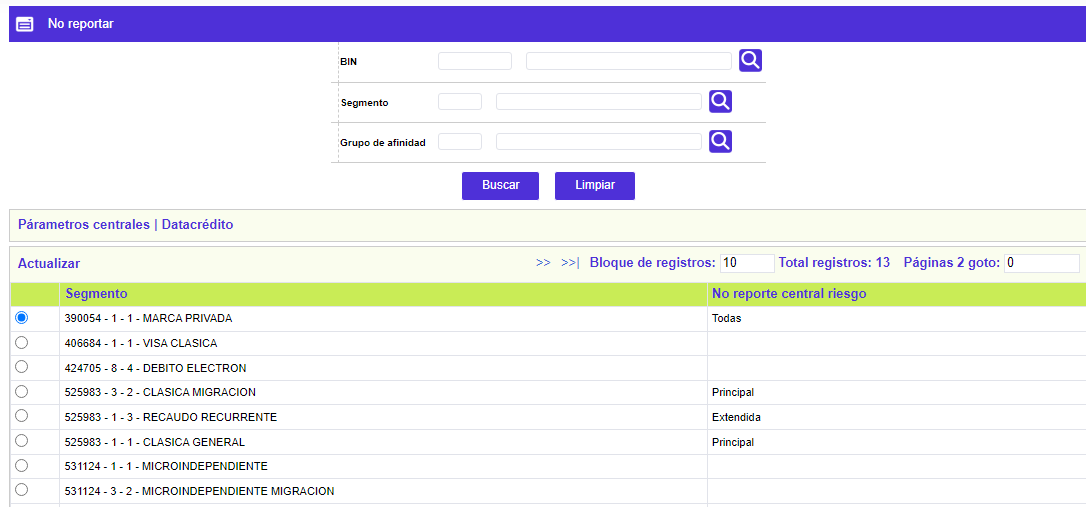 No reportar
BIN
Segmento
Grupo de afinidad
Buscar Limpiar
Párametros centrales | Datacrédito
Actualizar >> >>| Bloque de registros: 10 Total registros: 13 Páginas 2 goto: 0
Segmento No reporte central riesgo
390054 - 1 - 1 - MARCA PRIVADA Todas
406684 - 1 - 1 - VISA CLASICA
424705 - 8 - 4 - DEBITO ELECTRON
525983 - 3 - 2 - CLASICA MIGRACION Principal
525983 - 1 - 3 - RECAUDO RECURRENTE Extendida
525983 - 1 - 1 - CLASICA GENERAL Principal
531124 - 1 - 1 - MICROINDEPENDIENTE
531124 - 3 - 2 - MICROINDEPENDIENTE MIGRACION